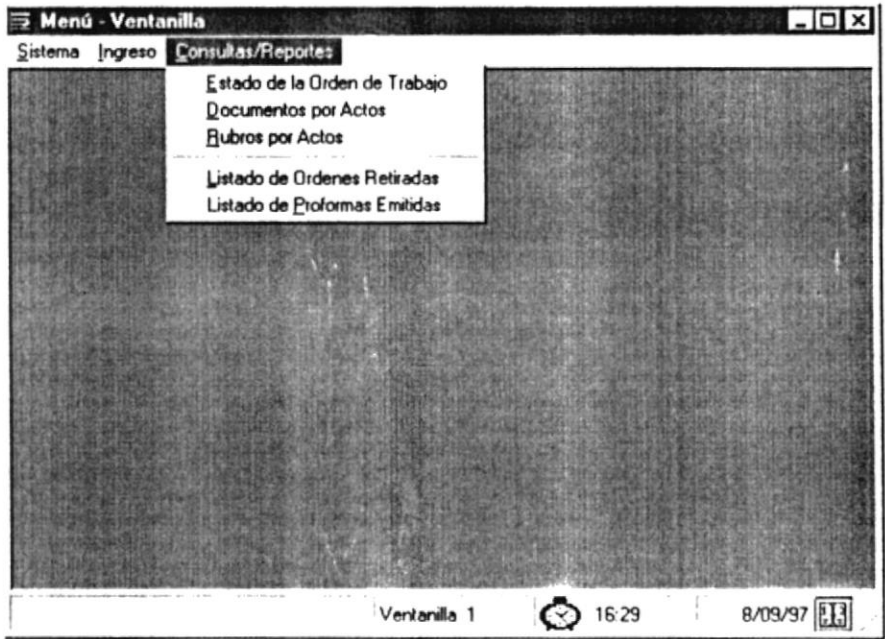 Menú - Ventanilla
Sistema Ingreso Consultas/Reportes
Estado de la Orden de Trabajo
Documentos por Actos
Rubros por Actos
Listado de Ordenes Retiradas
Listado de Proformas Emitidas
Ventanilla 1 16:29 8/09/97